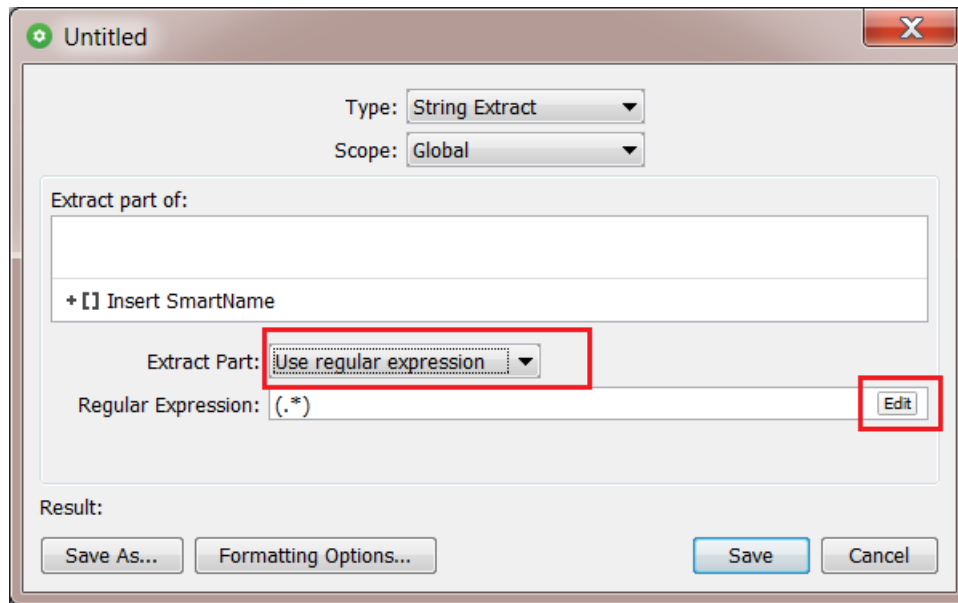 Untitled
Type: String Extract
Scope: Global
Extract part of:
+[] Insert SmartName
Extract Part: Use regular expression
Regular Expression: (.*) Edit
Result:
Save As... Formatting Options... Save Cancel